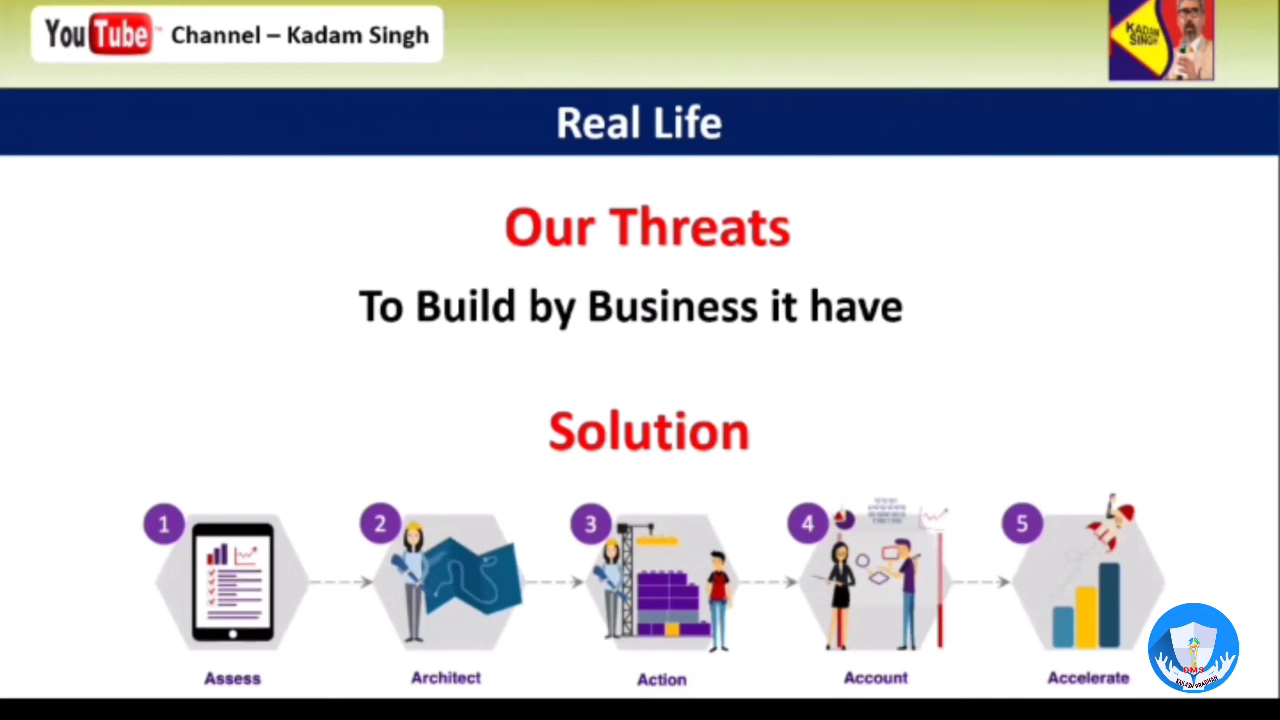 YouTube Channel – Kadam Singh
KADAM
SINGH
Real Life
Our Threats
To Build by Business it have
Solution
1
2
3
4
5
Assess
Architect
Action
Account
Accelerate
DMS